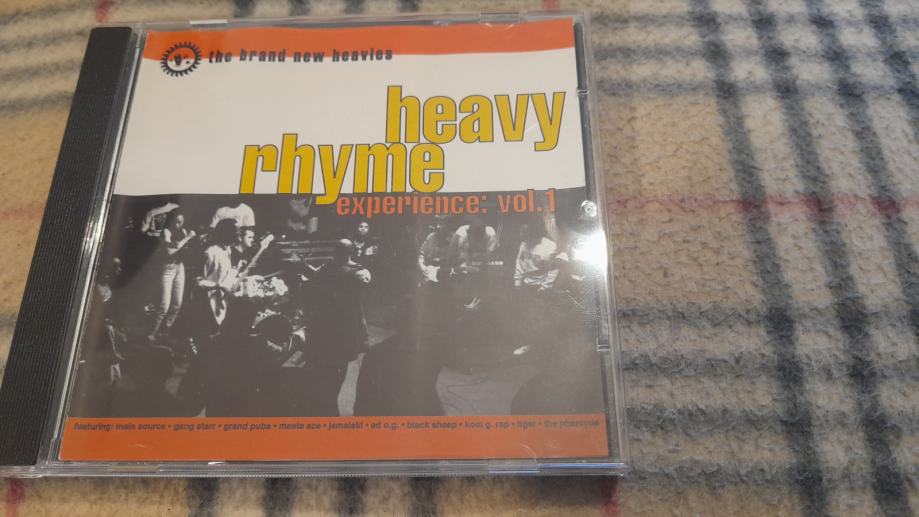 the brand new heavies
heavy
rhyme
experience: vol.1
featuring: main source • gang starr • grand puba • masta ace • jamalski • ed o.g. • black sheep • kool g. rap • tiger • the pharcyde